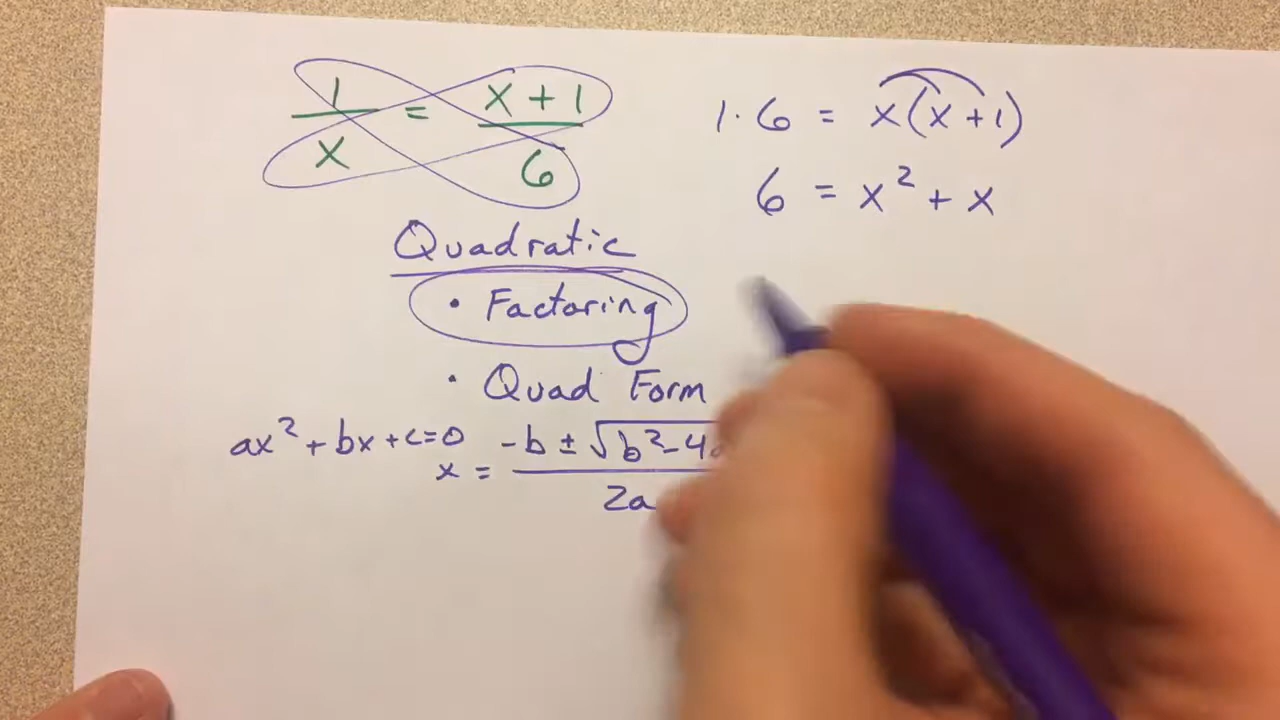 1/x = x + 1/6
1 · 6 = x(x + 1)
6 = x² + x
Quadratic
• Factoring
• Quad Form
ax² + bx + c = 0
x = -b ± √b² - 4/2a